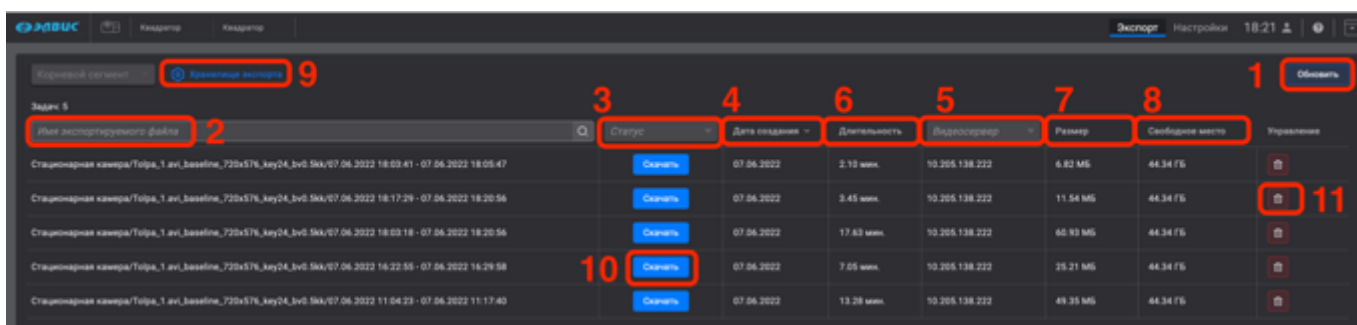 ЭЛВИС Квадратор Квадратор Экспорт Настройки 18:21
Корневой сегмент Хранилище экспорта 9 1 Обновить
Задач: 5 3 4 6 5 7 8
Имя экспортируемого файла 2 Статус Дата создания Длительность Видеосервер Размер Свободное место Управление
Стационарная камера/Tolpa_1.avi_baseline_720x576_key24_bv0.5kk/07.06.2022 18:03:41 - 07.06.2022 18:05:47 Скачать 07.06.2022 2.10 мин. 10.205.138.222 6.82 МБ 44.34 ГБ
Стационарная камера/Tolpa_1.avi_baseline_720x576_key24_bv0.5kk/07.06.2022 18:17:29 - 07.06.2022 18:20:56 Скачать 07.06.2022 3.45 мин. 10.205.138.222 11.54 МБ 44.34 ГБ 11
Стационарная камера/Tolpa_1.avi_baseline_720x576_key24_bv0.5kk/07.06.2022 18:03:18 - 07.06.2022 18:20:56 Скачать 07.06.2022 17.63 мин. 10.205.138.222 60.93 МБ 44.34 ГБ
Стационарная камера/Tolpa_1.avi_baseline_720x576_key24_bv0.5kk/07.06.2022 16:22:55 - 07.06.2022 16:29:58 10 Скачать 07.06.2022 7.05 мин. 10.205.138.222 25.21 МБ 44.34 ГБ
Стационарная камера/Tolpa_1.avi_baseline_720x576_key24_bv0.5kk/07.06.2022 11:04:23 - 07.06.2022 11:17:40 Скачать 07.06.2022 13.28 мин. 10.205.138.222 49.35 МБ 44.34 ГБ